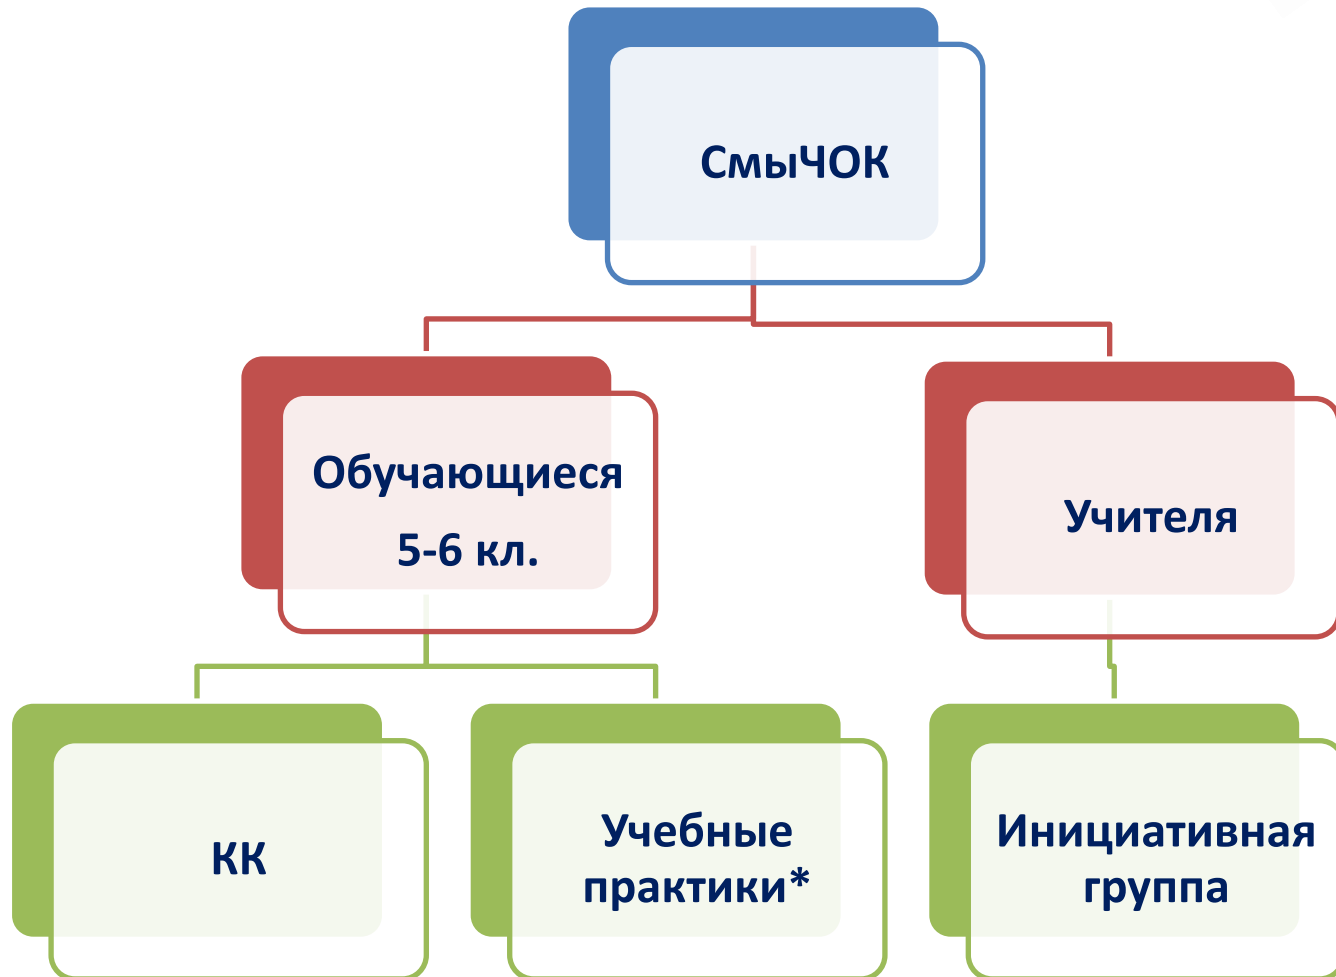 СмыЧОК
Обучающиеся
5-6 кл.
Учителя
КК
Учебные
практики*
Инициативная
группа